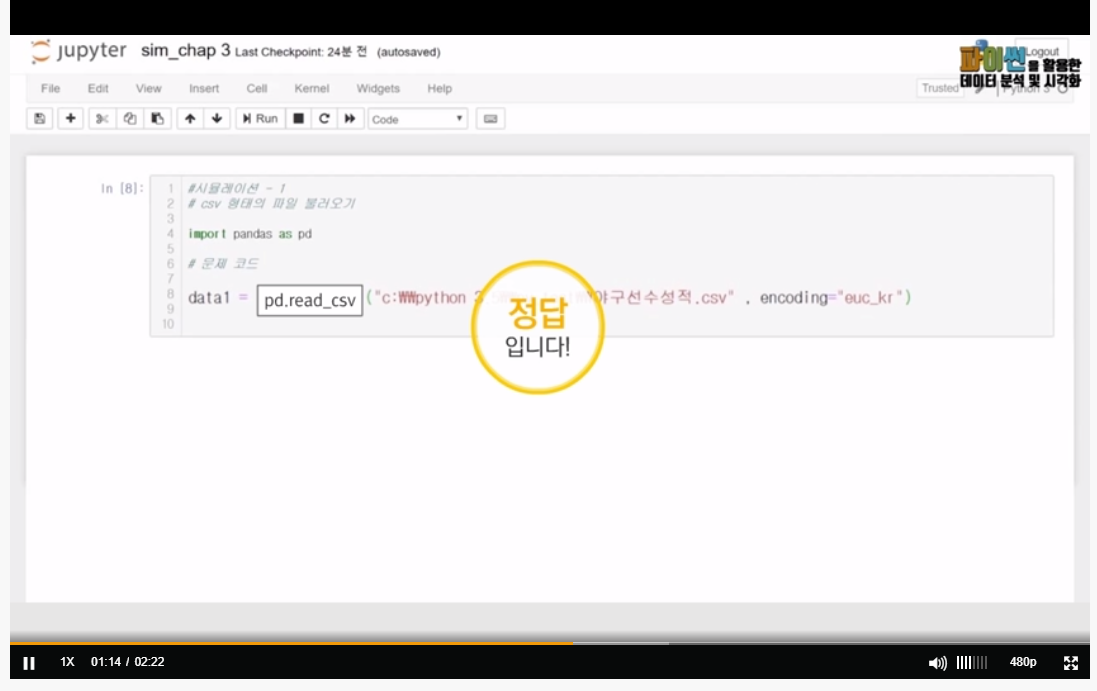 jupyter sim_chap 3 Last Checkpoint: 24분 전 (autosaved)
Logout
파이썬을 활용한
데이터 분석 및 시각화
File Edit View Insert Cell Kernel Widgets Help
Trusted Python 3
Run Code
In [8]:
1 #시뮬레이션 - 1
2 # csv 형태의 파일 불러오기
3
4 import pandas as pd
5
6 # 문제 코드
7
8 data1 = pd.read_csv("c:₩₩python 3 야구선수성적.csv" , encoding="euc_kr")
9
10
정답
입니다!
1X 01:14 / 02:22 480p